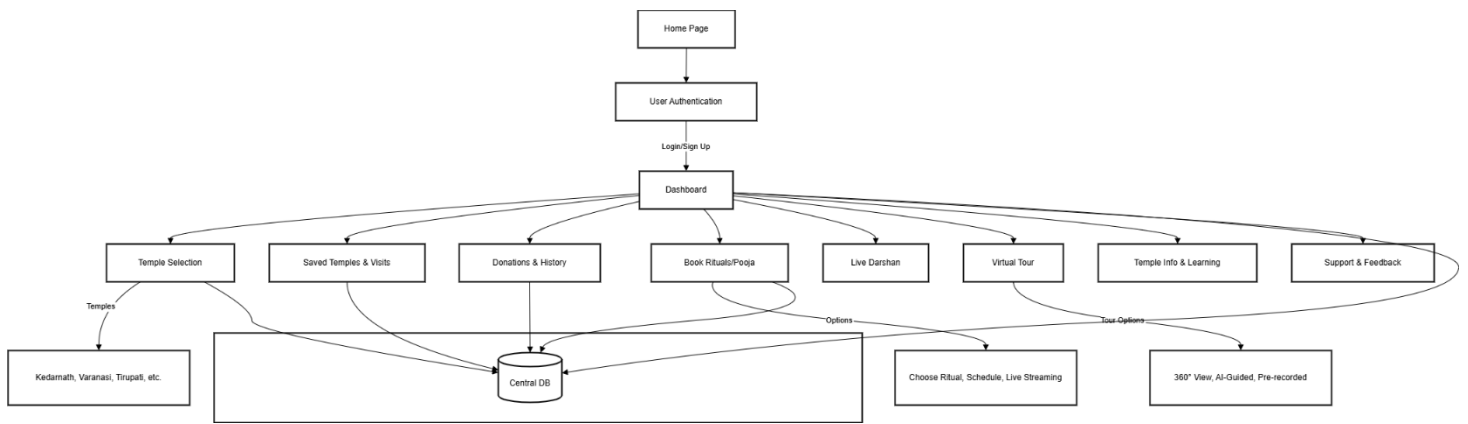 Home Page
User Authentication
Login/Sign Up
Dashboard
Temple Selection
Saved Temples & Visits
Donations & History
Book Rituals/Pooja
Live Darshan
Virtual Tour
Temple Info & Learning
Support & Feedback
Temples
Options
Tour Options
Kedarnath, Varanasi, Tirupati, etc.
Central DB
Choose Ritual, Schedule, Live Streaming
360° View, AI-Guided, Pre-recorded